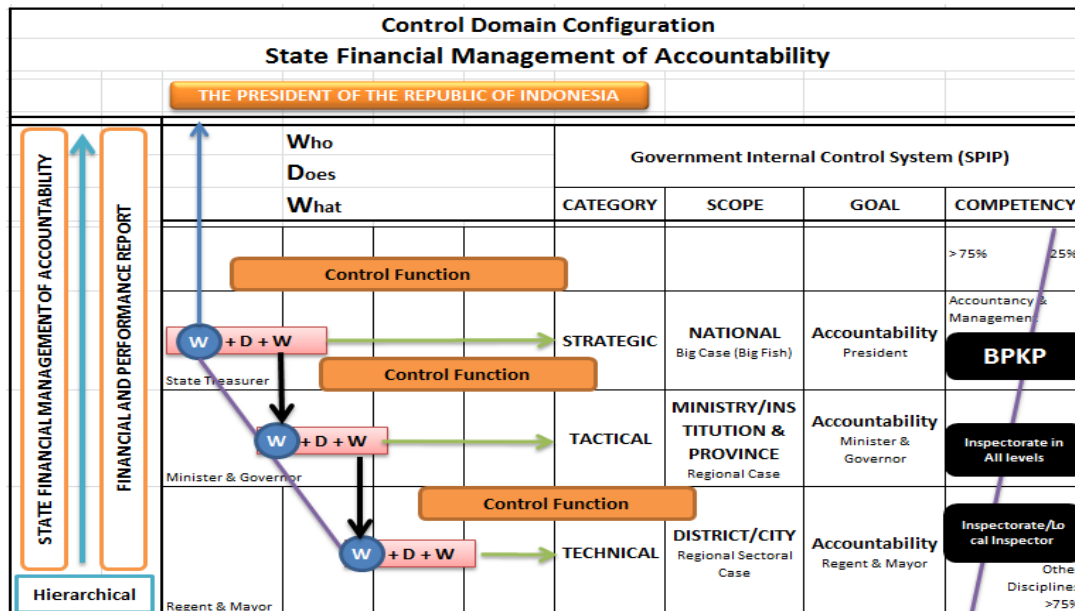 Control Domain Configuration
State Financial Management of Accountability
THE PRESIDENT OF THE REPUBLIC OF INDONESIA
STATE FINANCIAL MANAGEMENT OF ACCOUNTABILITY
FINANCIAL AND PERFORMANCE REPORT
Hierarchical
Who
Does
What
Government Internal Control System (SPIP)
CATEGORY SCOPE GOAL COMPETENCY
>75% 25%
Control Function
Accountancy &
Management
W + D + W
State Treasurer
STRATEGIC
NATIONAL
Big Case (Big Fish)
Accountability
President
BPKP
Control Function
W + D + W
Minister & Governor
TACTICAL
MINISTRY/INS
TITUTION &
PROVINCE
Regional Case
Accountability
Minister &
Governor
Inspectorate in
All levels
Control Function
W + D + W
Regent & Mayor
TECHNICAL
DISTRICT/CITY
Regional Sectoral
Case
Accountability
Regent & Mayor
Inspectorate/Lo
cal Inspector
Other
Discipline:
>75%